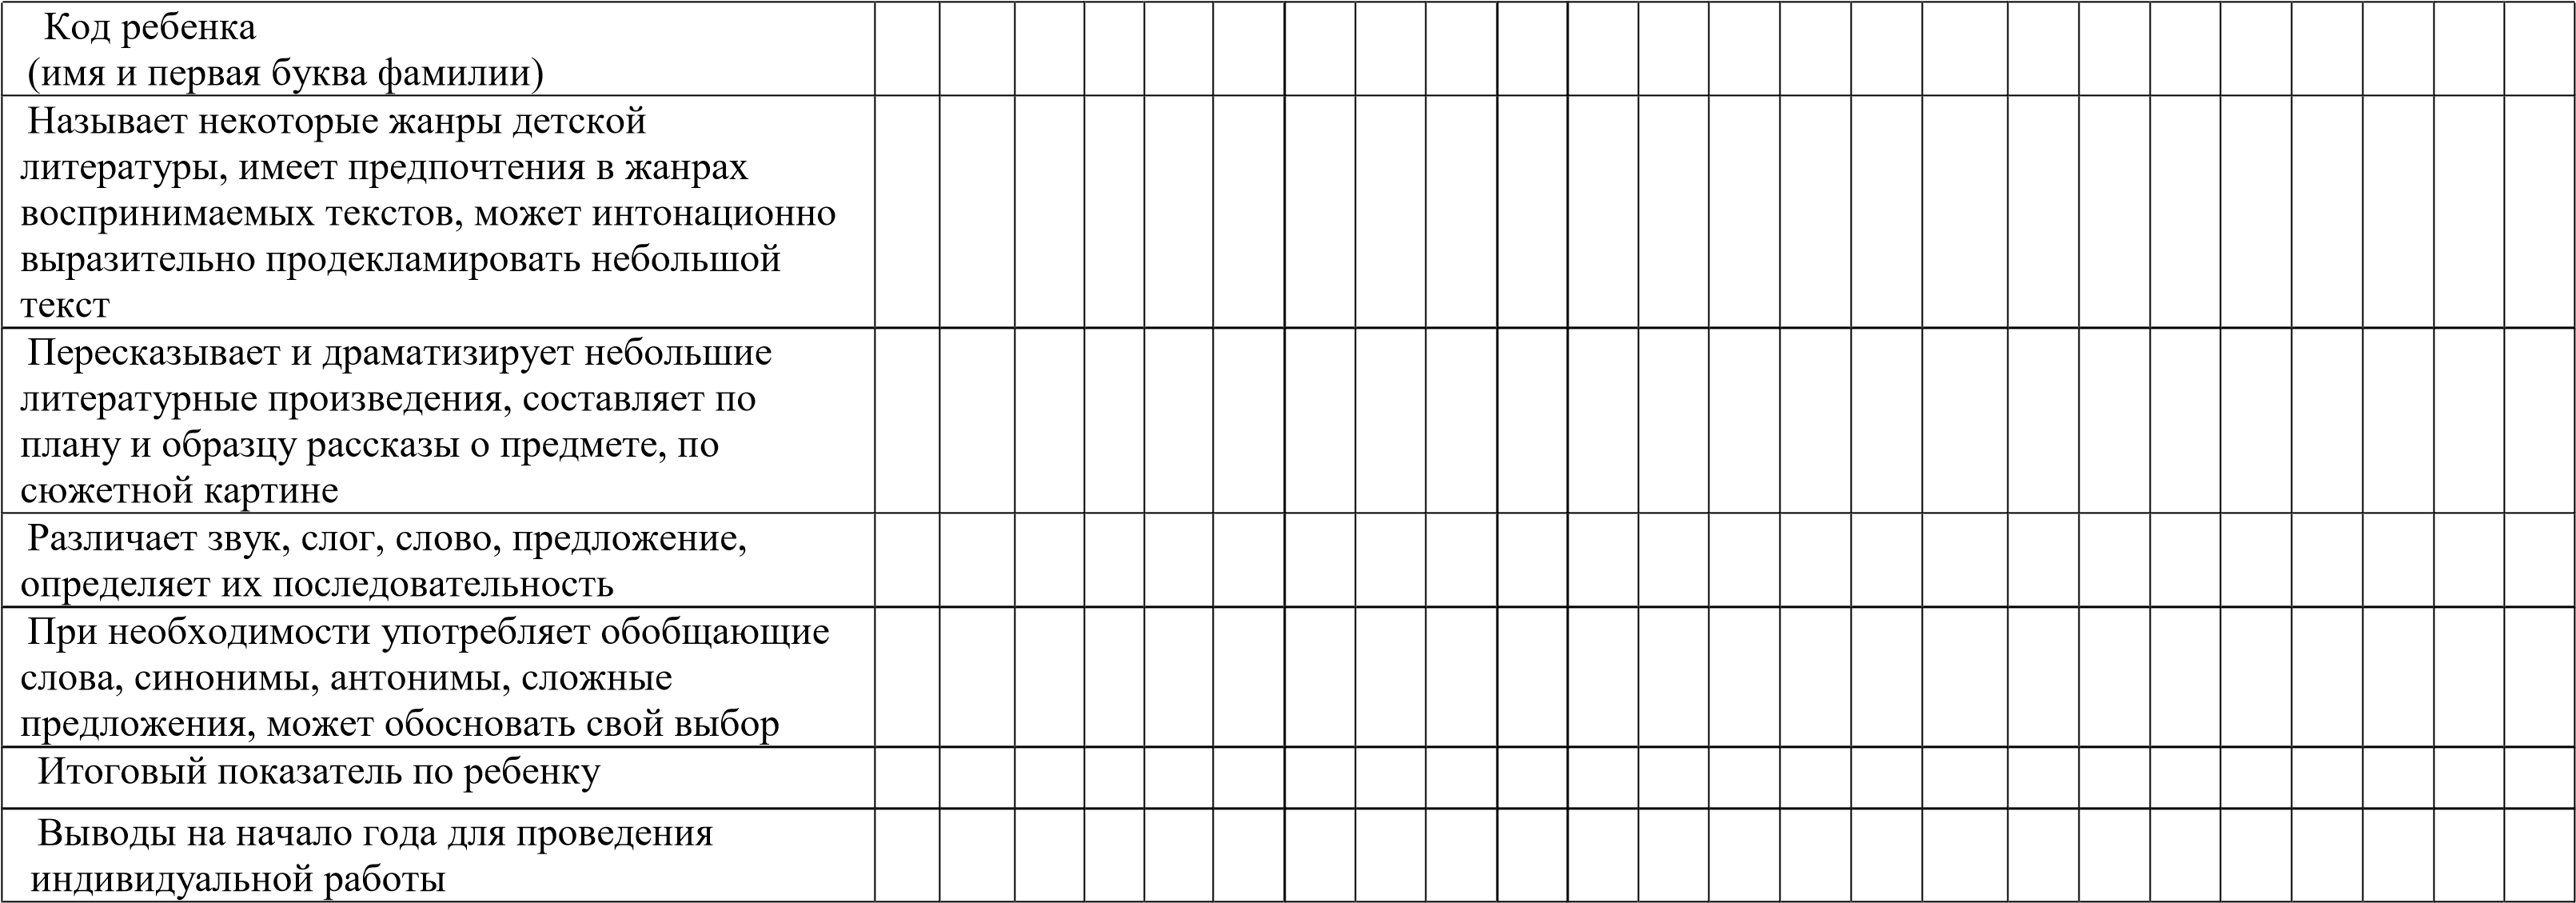 Код ребенка
(имя и первая буква фамилии)
Называет некоторые жанры детской
литературы, имеет предпочтения в жанрах
воспринимаемых текстов, может интонационно
выразительно продекламировать небольшой
текст
Пересказывает и драматизирует небольшие
литературные произведения, составляет по
плану и образцу рассказы о предмете, по
сюжетной картине
Различает звук, слог, слово, предложение,
определяет их последовательность
При необходимости употребляет обобщающие
слова, синонимы, антонимы, сложные
предложения, может обосновать свой выбор
Итоговый показатель по ребенку
Выводы на начало года для проведения
индивидуальной работы